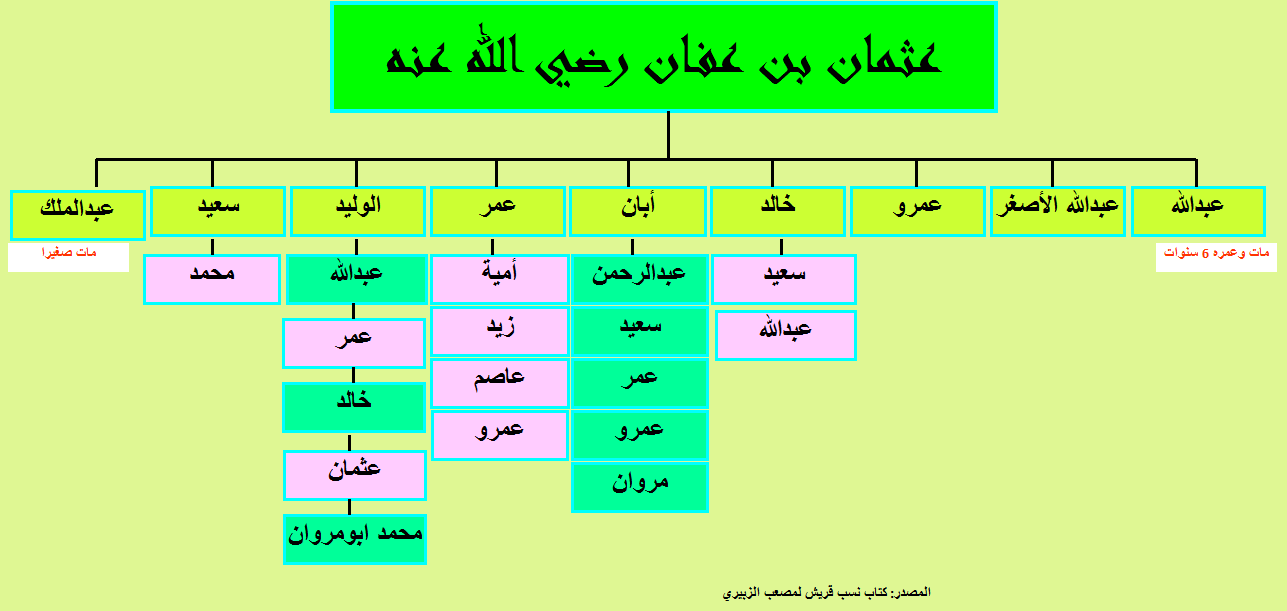 عثمان بن عفان رضي الله عنه
عبدالله
عبدالله الأصغر
عمرو
خالد
أبان
عمر
الوليد
سعيد
عبدالملك
مات وعمره 6 سنوات
مات صغيرا
سعيد
عبدالله
عبدالرحمن
سعيد
عمر
عمرو
مروان
أمية
زيد
عاصم
عمرو
عبدالله
عمر
خالد
عثمان
محمد ابومروان
محمد
المصدر: كتاب نسب قريش لمصعب الزبيري